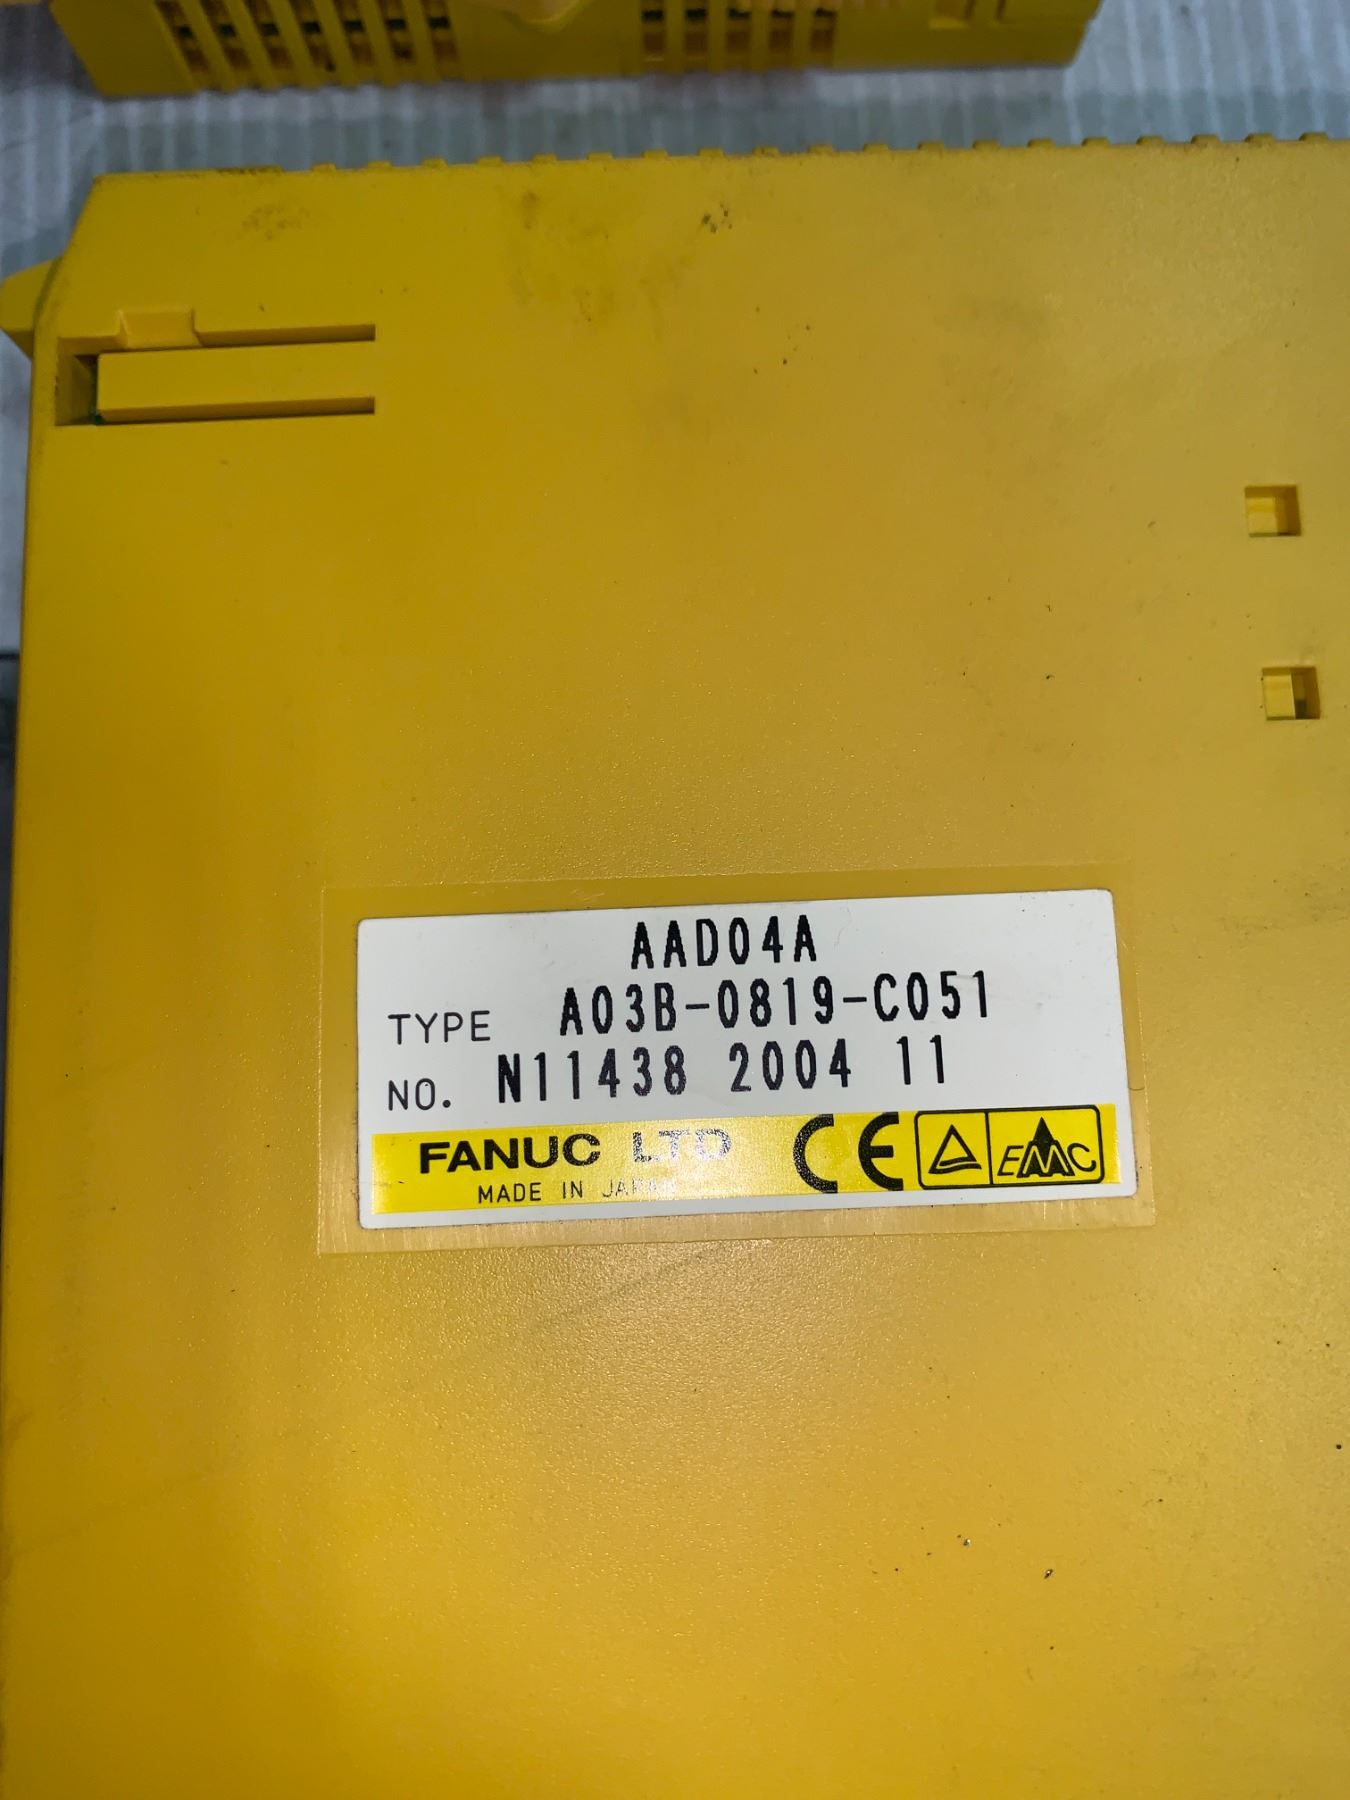 AAD04A
TYPE A03B-0819-C051
NO. N11438 2004 11
FANUC LTD CE EMC
MADE IN JAPAN